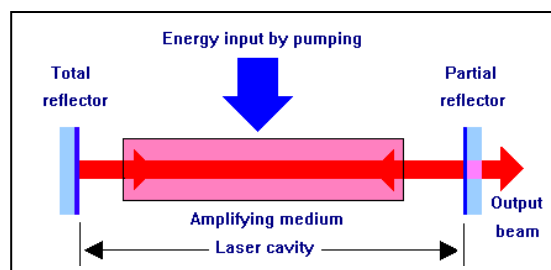 Energy input by pumping
Total
reflector
Partial
reflector
Amplifying medium
Output
beam
Laser cavity